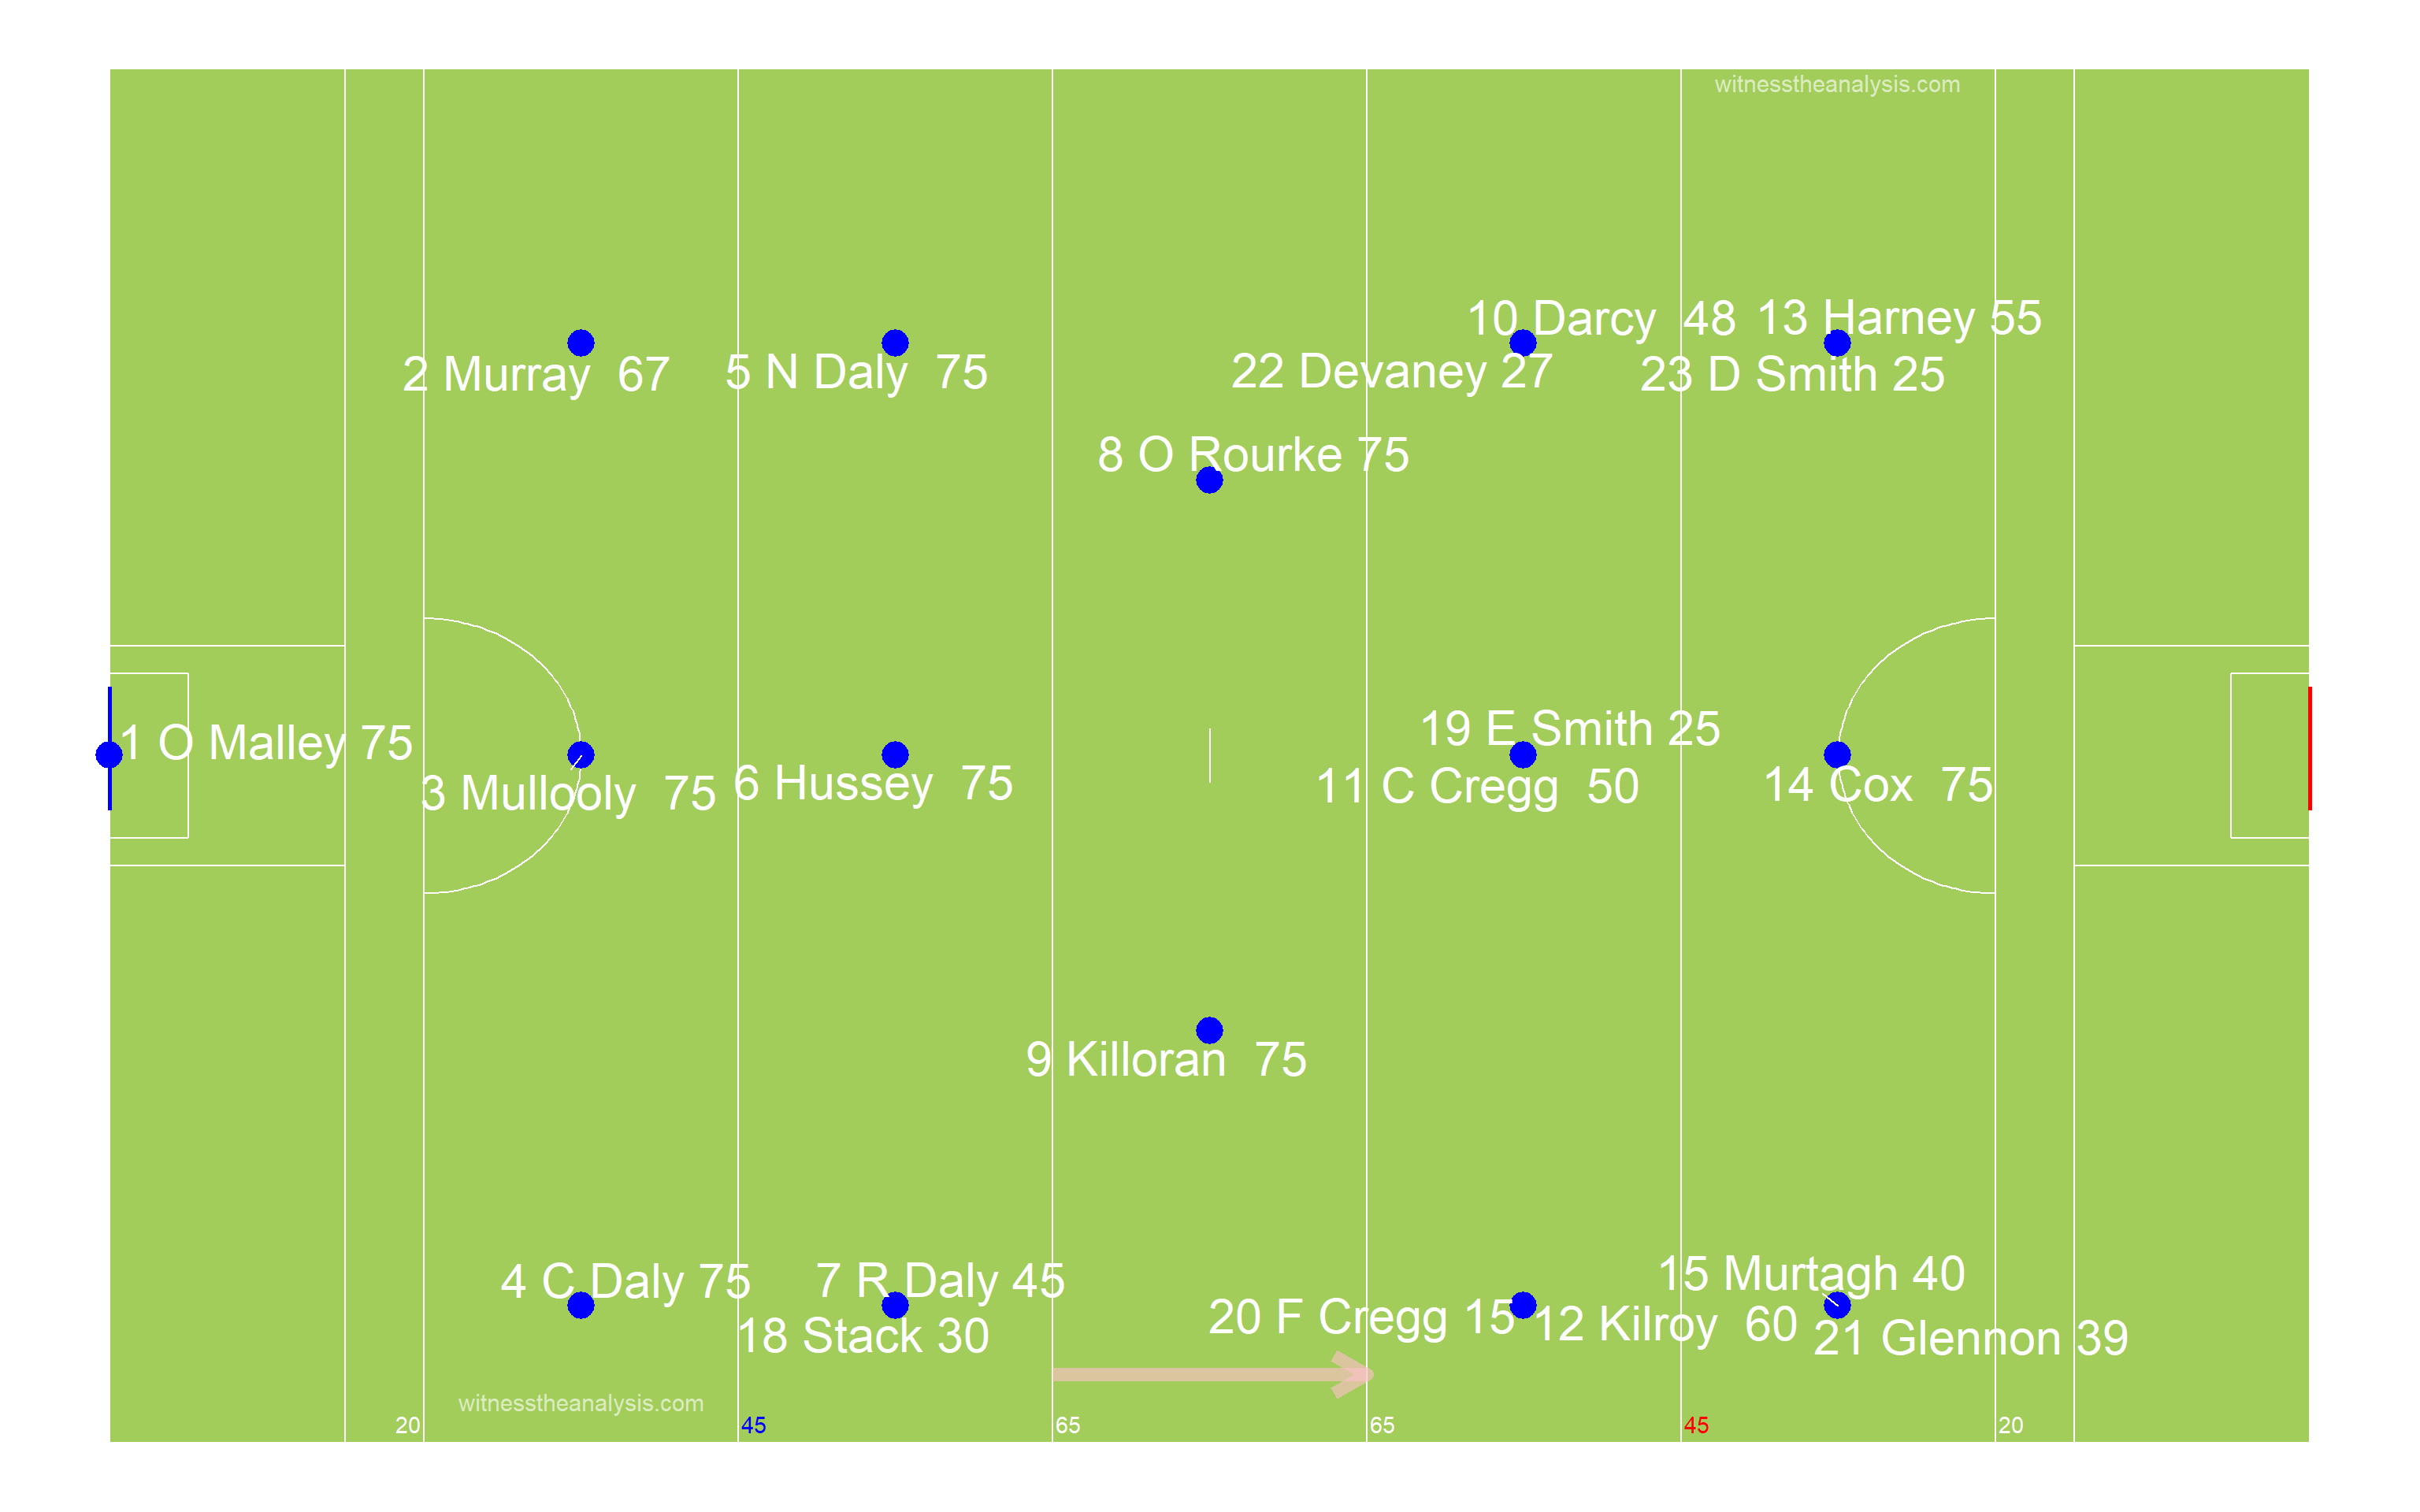 witnesstheanalysis.com
10 Darcy 48
13 Harney 55
2 Murray 67
5 N Daly 75
22 Devaney 27
23 D Smith 25
8 O Rourke 75
1 O Malley 75
19 E Smith 25
3 Mullooly 75
6 Hussey 75
11 C Cregg 50
14 Cox 75
9 Killoran 75
4 C Daly 75
7 R Daly 45
15 Murtagh 40
18 Stack 30
20 F Cregg 15
12 Kilroy 60
21 Glennon 39
witnesstheanalysis.com
20
45
65
65
45
20